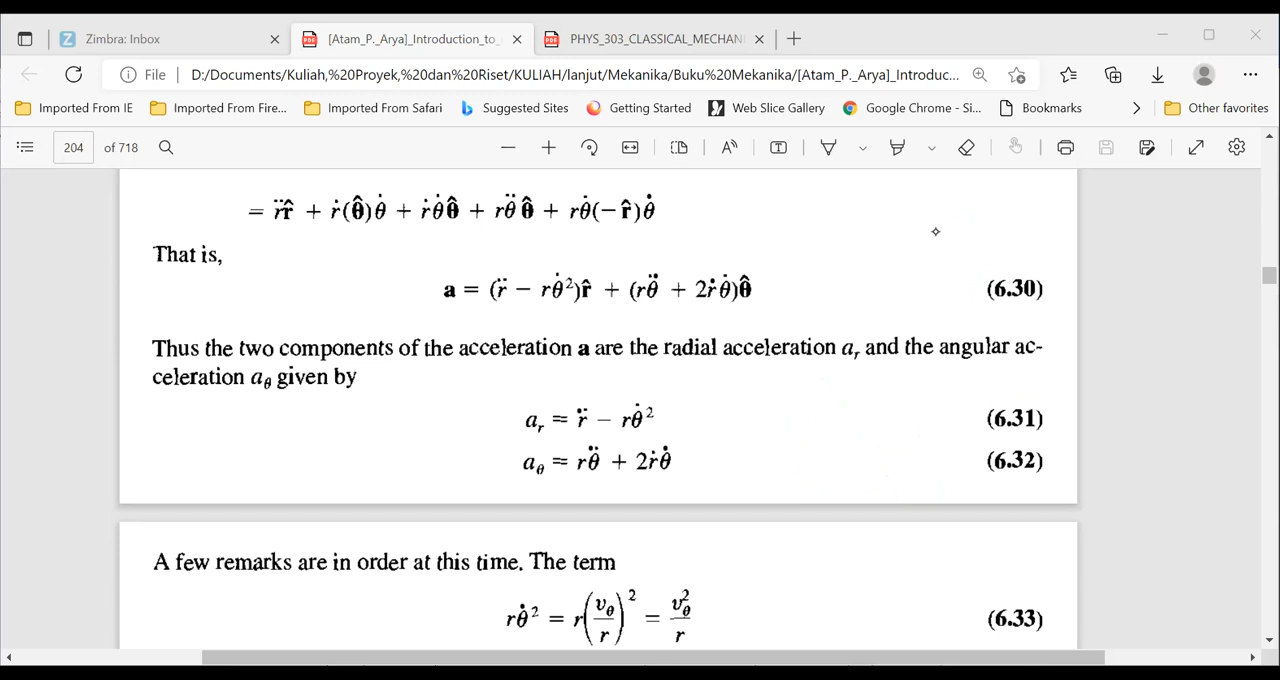 Zimbra: Inbox
[Atam_P._Arya]_Introduction_to_
PHYS_303_CLASSICAL_MECHAN
File D:/Documents/Kuliah,%20Proyek,%20dan%20Riset/KULIAH/lanjut/Mekanika/Buku%20Mekanika/[Atam_P._Arya]_Introduc...
Imported From IE Imported From Fire... Imported From Safari Suggested Sites Getting Started Web Slice Gallery Google Chrome - Si... Bookmarks Other favorites
204 of 718
= r̈r̂ + ṙ(θ̂)θ̇ + ṙθ̇θ̂ + rθ̈θ̂ + rθ̇(−r̂)θ̇
That is,
a = (r̈ − rθ̇²)r̂ + (rθ̈ + 2ṙθ̇)θ̂ (6.30)
Thus the two components of the acceleration a are the radial acceleration aᵣ and the angular ac-
celeration a_θ given by
aᵣ = r̈ − rθ̇² (6.31)
a_θ = rθ̈ + 2ṙθ̇ (6.32)
A few remarks are in order at this time. The term
rθ̇² = r(v_θ/r)² = v_θ²/r (6.33)